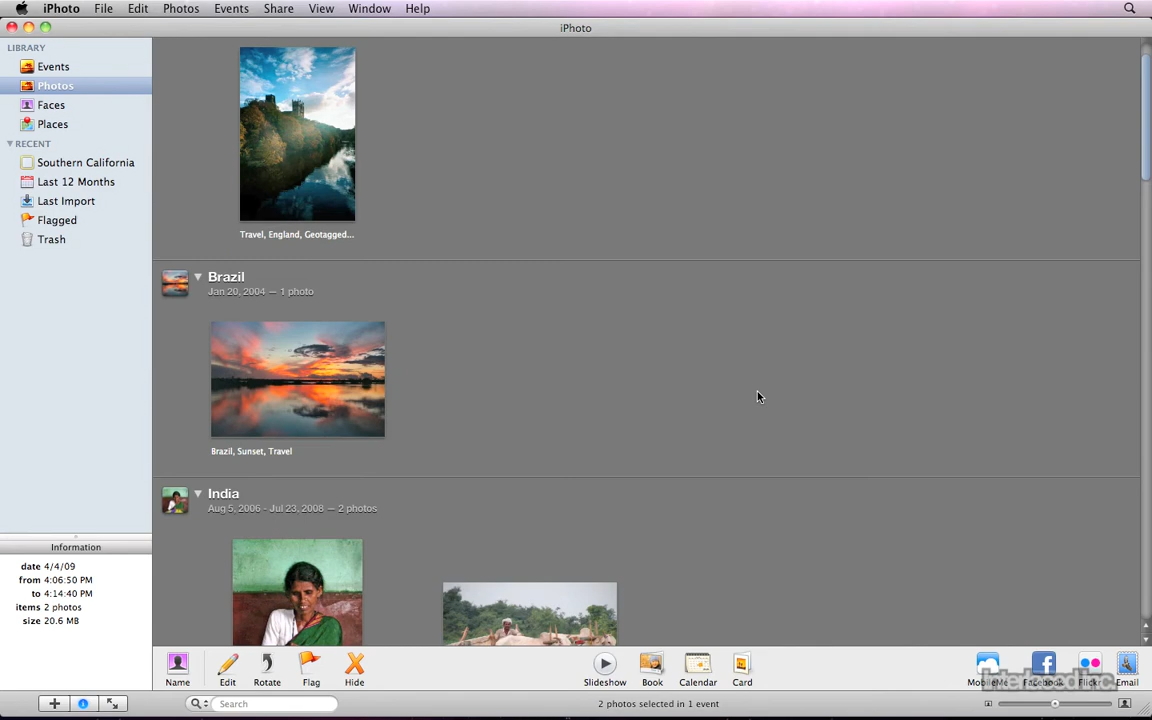 iPhoto File Edit Photos Events Share View Window Help
iPhoto
LIBRARY
Events
Photos
Faces
Places
RECENT
Southern California
Last 12 Months
Last Import
Flagged
Trash
Travel, England, Geotagged...
Brazil
Jan 20, 2004 — 1 photo
Brazil, Sunset, Travel
India
Aug 5, 2006 - Jul 23, 2008 — 2 photos
Information
date 4/4/09
from 4:06:50 PM
to 4:14:40 PM
items 2 photos
size 20.6 MB
Name Edit Rotate Flag Hide Slideshow Book Calendar Card MobileMe Facebook Flickr Email
Interlaced Inc.
Search
2 photos selected in 1 event